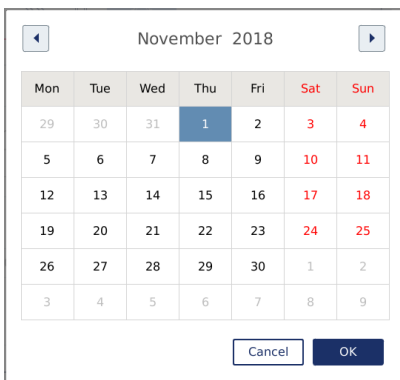 November 2018
Mon Tue Wed Thu Fri Sat Sun
29 30 31 1 2 3 4
5 6 7 8 9 10 11
12 13 14 15 16 17 18
19 20 21 22 23 24 25
26 27 28 29 30 1 2
3 4 5 6 7 8 9
Cancel OK